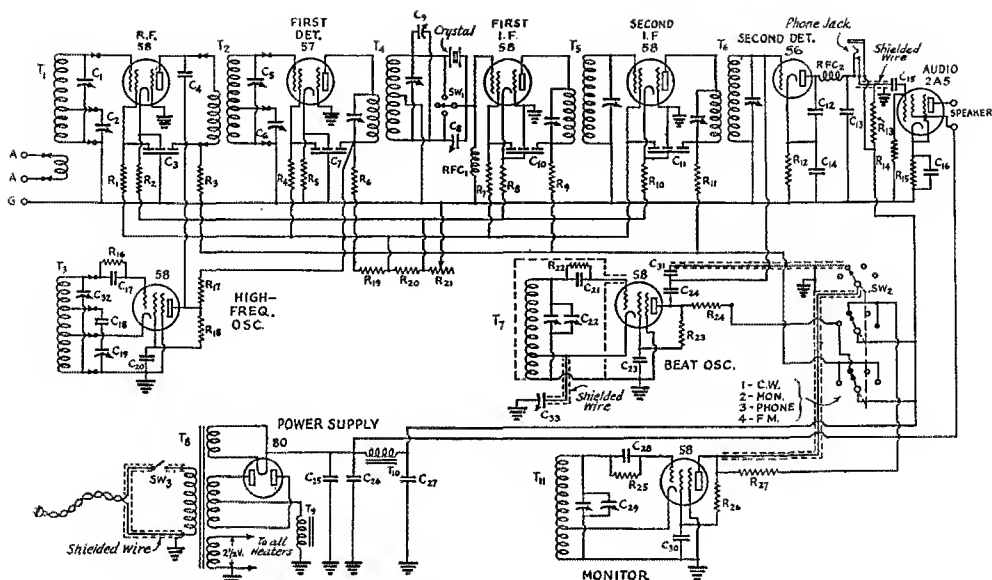 R.F.
58
FIRST
DET.
57
FIRST
I.F.
58
SECOND
I.F
58
SECOND DET.
56
Phone Jack
Shielded
Wire
AUDIO
2A5
SPEAKER
Crystal
T1
T2
T4
T5
T6
C1
C2
C3
C4
C5
C6
C7
C9
C8
SW1
RFC1
RFC2
C10
C11
C12
C13
C14
C15
C16
R1
R2
R3
R4
R5
R6
R7
R8
R9
R10
R11
R12
R13
R14
R15
A
A
G
R19
R20
R21
T3
R16
C17
C32
C18
C19
C20
58
R17
R18
HIGH-
FREQ.
OSC.
T7
R22
C21
C22
58
C31
C24
R24
R23
C23
BEAT OSC.
C33
Shielded
Wire
SW2
1 - C.W.
2 - MON.
3 - PHONE
4 - F M.
POWER SUPPLY
T8
80
SW3
Shielded Wire
T9
2½V.
To all
Heaters
C25
C26
T10
C27
T11
C28
R25
C29
58
R27
R26
C30
MONITOR